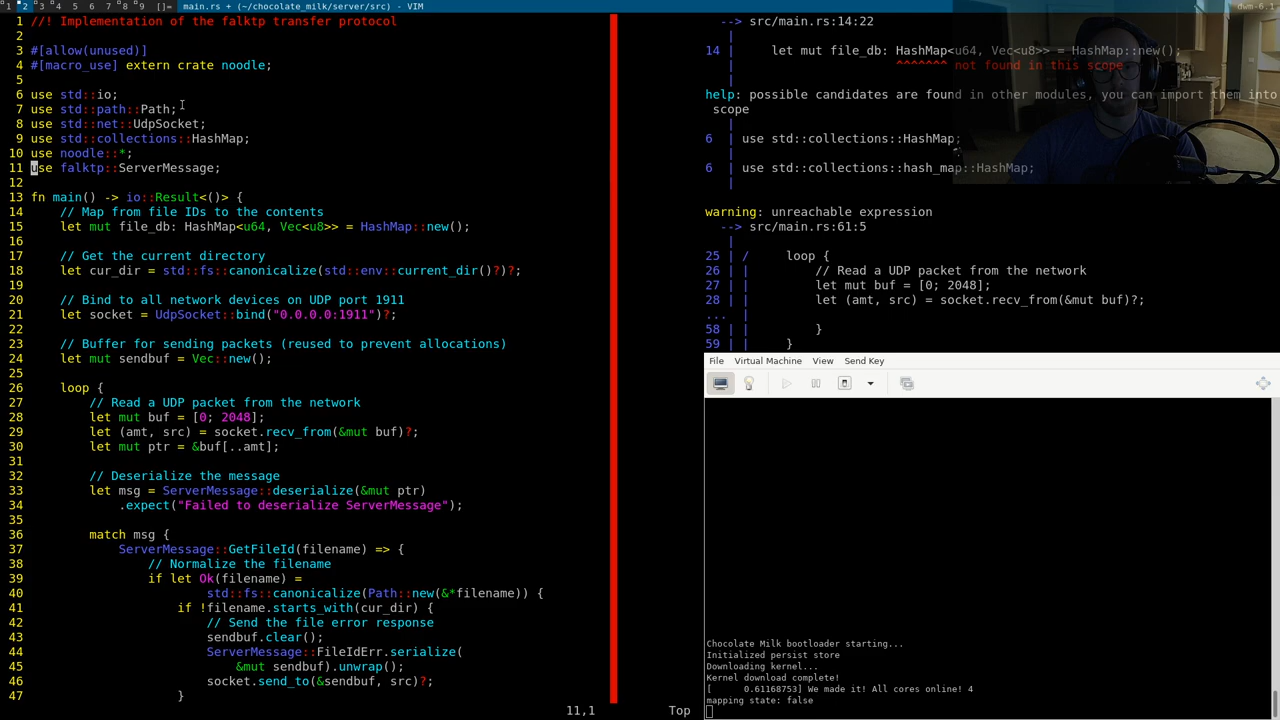 1 2 3 4 5 6 7 8 9 []= main.rs + (~/chocolate_milk/server/src) - VIM dwm-6.1
1 //! Implementation of the falktp transfer protocol
2
3 #[allow(unused)]
4 #[macro_use] extern crate noodle;
5
6 use std::io;
7 use std::path::Path;
8 use std::net::UdpSocket;
9 use std::collections::HashMap;
10 use noodle::*;
11 use falktp::ServerMessage;
12
13 fn main() -> io::Result<()> {
14     // Map from file IDs to the contents
15     let mut file_db: HashMap<u64, Vec<u8>> = HashMap::new();
16
17     // Get the current directory
18     let cur_dir = std::fs::canonicalize(std::env::current_dir()?)?;
19
20     // Bind to all network devices on UDP port 1911
21     let socket = UdpSocket::bind("0.0.0.0:1911")?;
22
23     // Buffer for sending packets (reused to prevent allocations)
24     let mut sendbuf = Vec::new();
25
26     loop {
27         // Read a UDP packet from the network
28         let mut buf = [0; 2048];
29         let (amt, src) = socket.recv_from(&mut buf)?;
30         let mut ptr = &buf[..amt];
31
32         // Deserialize the message
33         let msg = ServerMessage::deserialize(&mut ptr)
34             .expect("Failed to deserialize ServerMessage");
35
36         match msg {
37             ServerMessage::GetFileId(filename) => {
38                 // Normalize the filename
39                 if let Ok(filename) =
40                         std::fs::canonicalize(Path::new(&*filename)) {
41                     if !filename.starts_with(cur_dir) {
42                         // Send the file error response
43                         sendbuf.clear();
44                         ServerMessage::FileIdErr.serialize(
45                             &mut sendbuf).unwrap();
46                         socket.send_to(&sendbuf, src)?;
47                     }
11,1 Top
--> src/main.rs:14:22
|
14 |     let mut file_db: HashMap<u64, Vec<u8>> = HashMap::new();
|                      ^^^^^^^ not found in this scope
|
help: possible candidates are found in other modules, you can import them into
scope
|
6 | use std::collections::HashMap;
|
6 | use std::collections::hash_map::HashMap;
|
warning: unreachable expression
--> src/main.rs:61:5
|
25 | /     loop {
26 | |         // Read a UDP packet from the network
27 | |         let mut buf = [0; 2048];
28 | |         let (amt, src) = socket.recv_from(&mut buf)?;
... |
58 | |         }
59 | |     }
File Virtual Machine View Send Key
Chocolate Milk bootloader starting...
Initialized persist store
Downloading kernel...
Kernel download complete!
[      0.61168753] We made it! All cores online! 4
mapping state: false